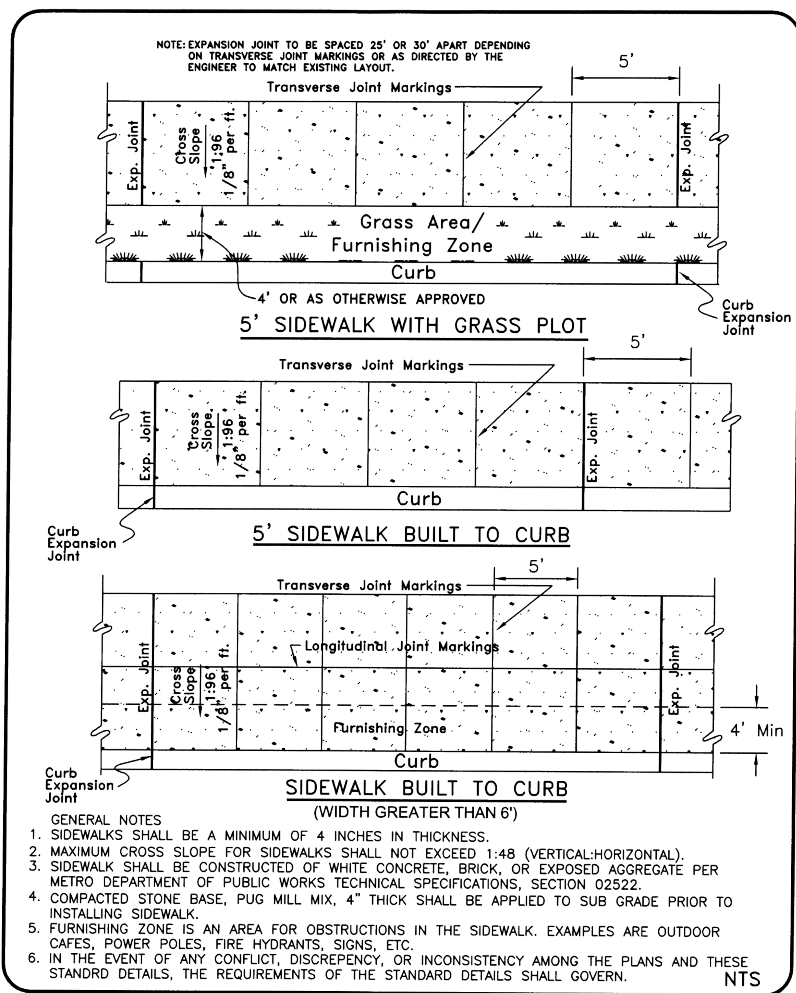 NOTE: EXPANSION JOINT TO BE SPACED 25' OR 30' APART DEPENDING
ON TRANSVERSE JOINT MARKINGS OR AS DIRECTED BY THE
ENGINEER TO MATCH EXISTING LAYOUT.
5'
Transverse Joint Markings
Exp. Joint
Cross
Slope
1:96
1/8" per ft.
Exp. Joint
Grass Area/
Furnishing Zone
Curb
4' OR AS OTHERWISE APPROVED
Curb
Expansion
Joint
5' SIDEWALK WITH GRASS PLOT
5'
Transverse Joint Markings
Exp. Joint
Cross
Slope
1:96
1/8" per ft.
Exp. Joint
Curb
Curb
Expansion
Joint
5' SIDEWALK BUILT TO CURB
5'
Transverse Joint Markings
Longitudinal Joint Markings
Exp. Joint
Cross
Slope
1:96
1/8" per ft.
Exp. Joint
Furnishing Zone
4' Min
Curb
Curb
Expansion
Joint
SIDEWALK BUILT TO CURB
(WIDTH GREATER THAN 6')
GENERAL NOTES
1. SIDEWALKS SHALL BE A MINIMUM OF 4 INCHES IN THICKNESS.
2. MAXIMUM CROSS SLOPE FOR SIDEWALKS SHALL NOT EXCEED 1:48 (VERTICAL:HORIZONTAL).
3. SIDEWALK SHALL BE CONSTRUCTED OF WHITE CONCRETE, BRICK, OR EXPOSED AGGREGATE PER
METRO DEPARTMENT OF PUBLIC WORKS TECHNICAL SPECIFICATIONS, SECTION 02522.
4. COMPACTED STONE BASE, PUG MILL MIX, 4" THICK SHALL BE APPLIED TO SUB GRADE PRIOR TO
INSTALLING SIDEWALK.
5. FURNISHING ZONE IS AN AREA FOR OBSTRUCTIONS IN THE SIDEWALK. EXAMPLES ARE OUTDOOR
CAFES, POWER POLES, FIRE HYDRANTS, SIGNS, ETC.
6. IN THE EVENT OF ANY CONFLICT, DISCREPENCY, OR INCONSISTENCY AMONG THE PLANS AND THESE
STANDRD DETAILS, THE REQUIREMENTS OF THE STANDARD DETAILS SHALL GOVERN.
NTS